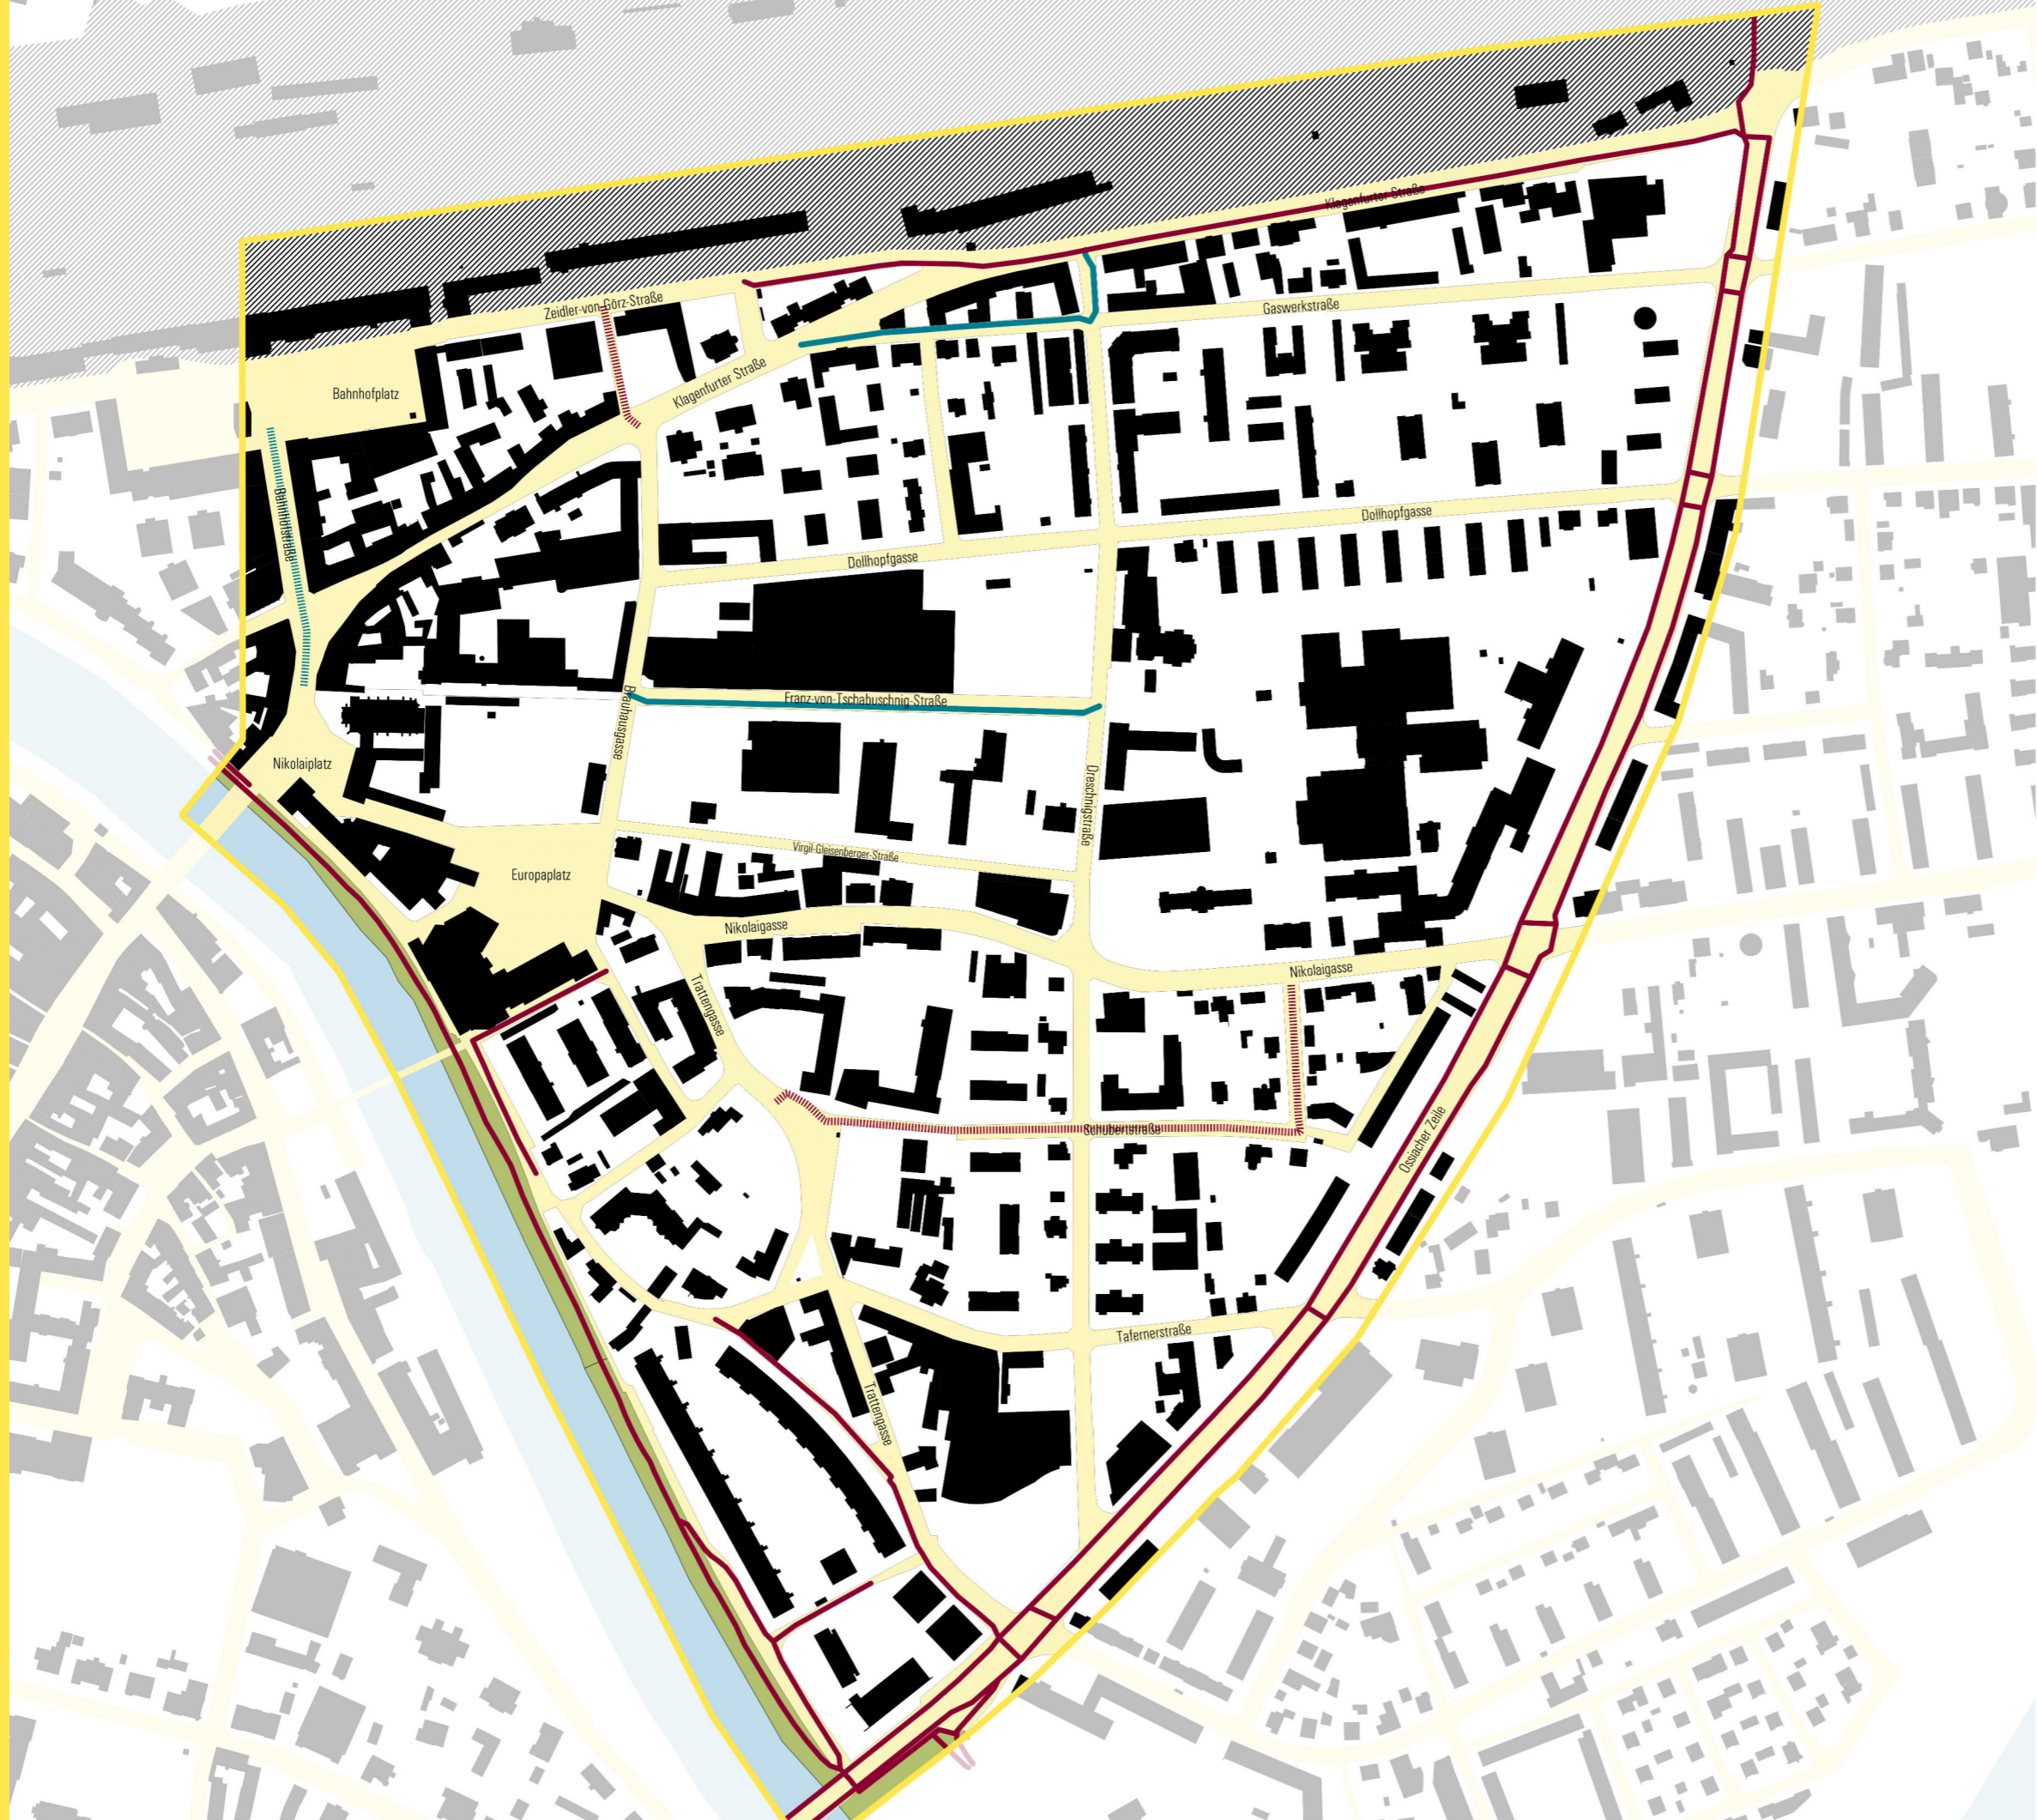 Klagenfurter Straße
Zeidler-von-Görz-Straße
Gaswerkstraße
Klagenfurter Straße
Bahnhofplatz
Bahnhofstraße
Dollhopfgasse
Dollhopfgasse
Franz-von-Tschabuschnig-Straße
Brauhausgasse
Nikolaiplatz
Dreschnigstraße
Virgil-Gleisenberger-Straße
Europaplatz
Nikolaigasse
Nikolaigasse
Trattengasse
Schubertstraße
Ossiacher Zeile
Tafernerstraße
Trattengasse